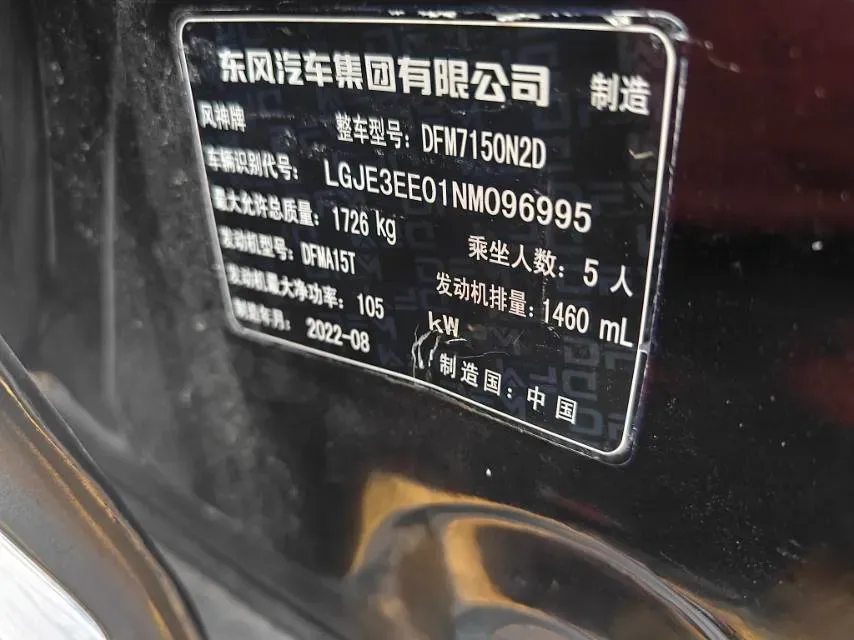 东风汽车集团有限公司 制造
风神牌 整车型号: DFM7150N2D
车辆识别代号: LGJE3EE01NM096995
最大允许总质量: 1726 kg 乘坐人数: 5 人
发动机型号: DFMA15T 发动机排量: 1460 mL
发动机最大净功率: 105 kW
制造年月: 2022-08 制造国: 中国